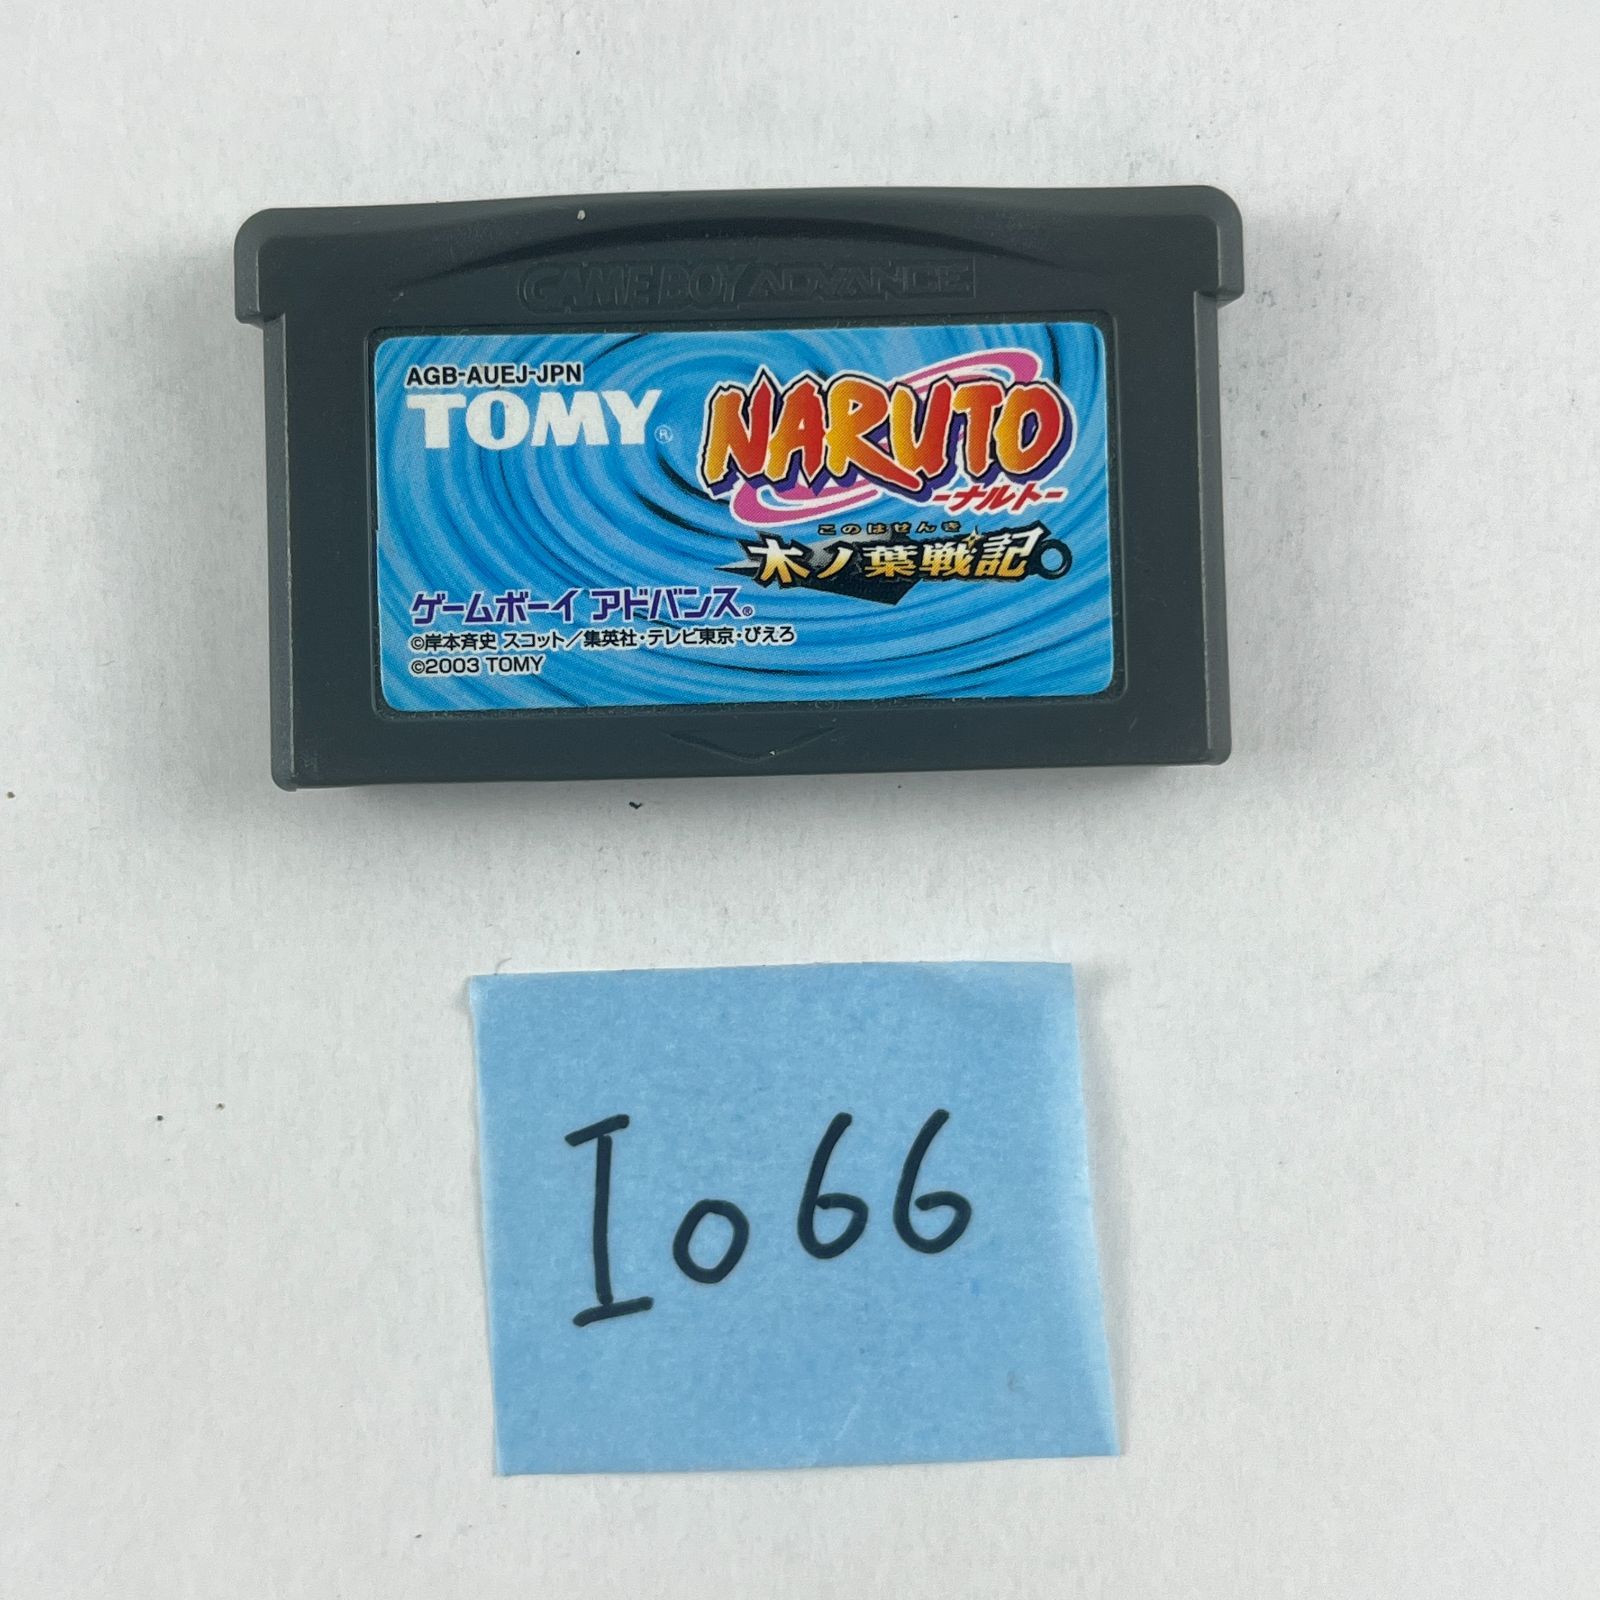 GAME BOY ADVANCE
AGB-AUEJ-JPN
TOMY®
NARUTO
-ナルト-
このはせんき
木ノ葉戦記
ゲームボーイ アドバンス®
©岸本斉史 スコット／集英社・テレビ東京・ぴえろ
©2003 TOMY
I066